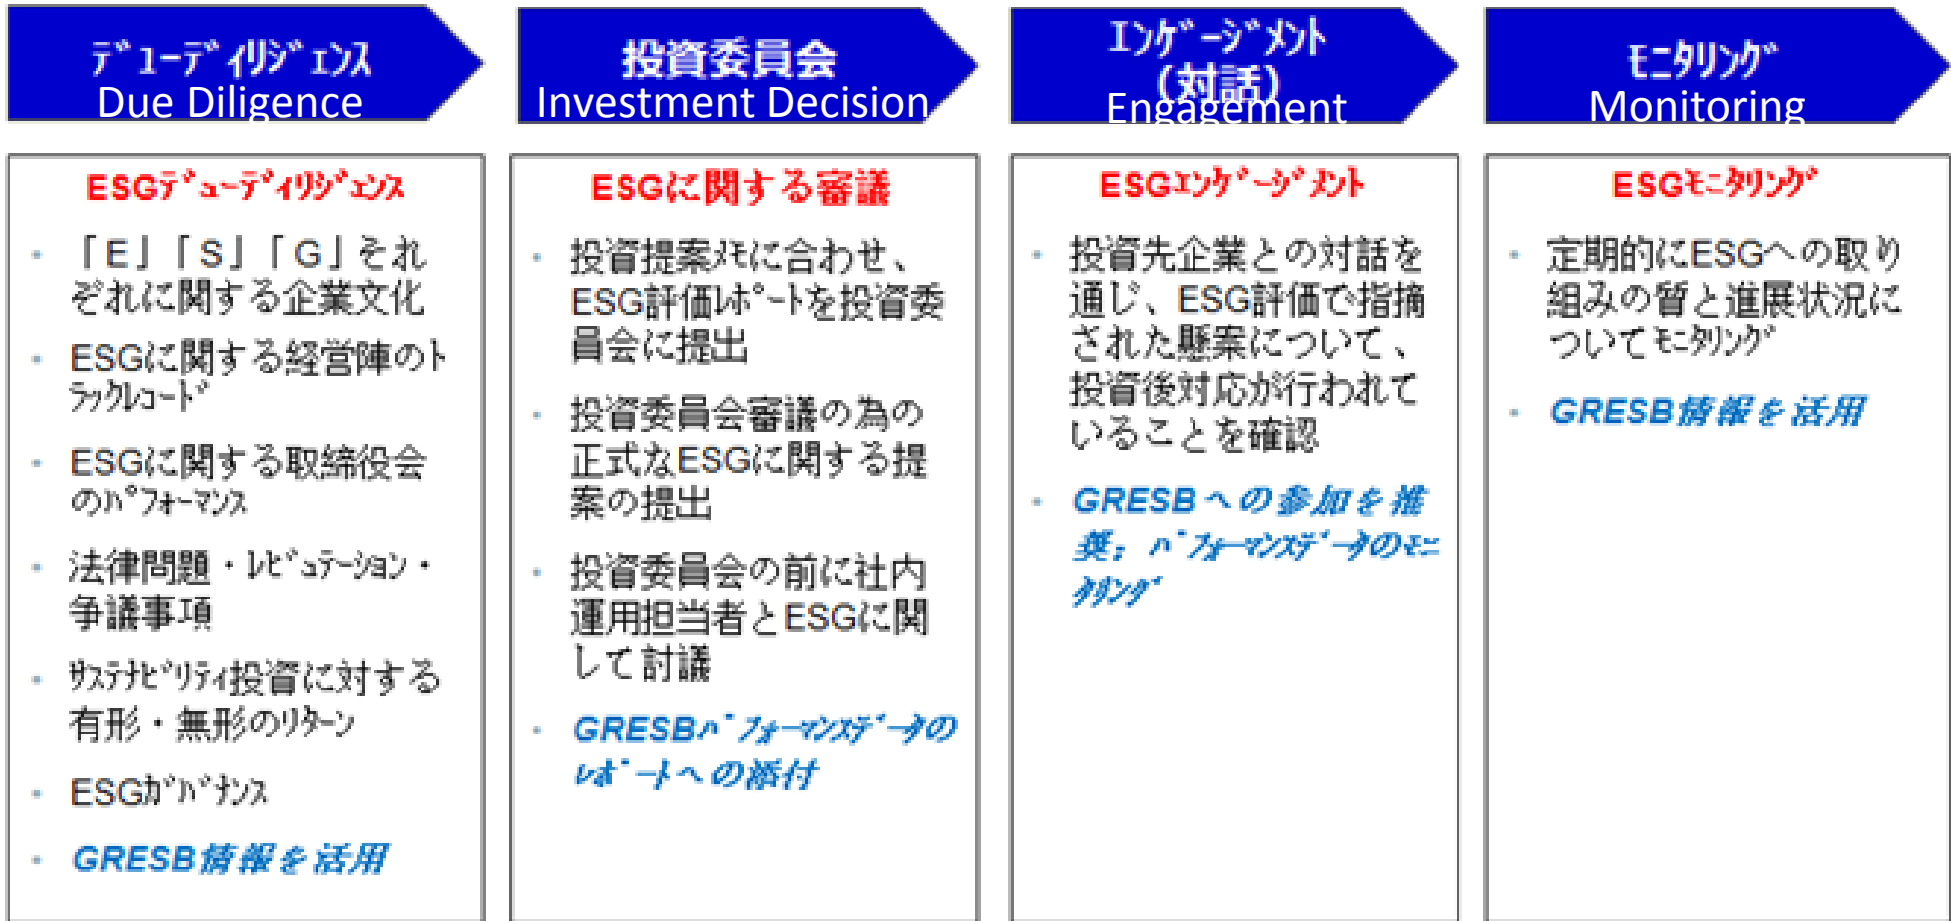 ﾃﾞｭｰﾃﾞｨﾘｼﾞｪﾝｽ
Due Diligence
投資委員会
Investment Decision
ｴﾝｹﾞｰｼﾞﾒﾝﾄ
（対話）
Engagement
ﾓﾆﾀﾘﾝｸﾞ
Monitoring
ESGﾃﾞｭｰﾃﾞｨﾘｼﾞｪﾝｽ
・ 「E」「S」「G」それ
ぞれに関する企業文化
・ ESGに関する経営陣のﾄ
ﾗｯｸﾚｺｰﾄﾞ
・ ESGに関する取締役会
のﾊﾟﾌｫｰﾏﾝｽ
・ 法律問題・ﾚﾋﾟｭﾃｰｼｮﾝ・
争議事項
・ ｻｽﾃﾅﾋﾞﾘﾃｨ投資に対する
有形・無形のﾘﾀｰﾝ
・ ESGｶﾞﾊﾞﾅﾝｽ
・ GRESB情報を活用
ESGに関する審議
・ 投資提案ﾒﾓに合わせ、
ESG評価ﾚﾎﾟｰﾄを投資委
員会に提出
・ 投資委員会審議の為の
正式なESGに関する提
案の提出
・ 投資委員会の前に社内
運用担当者とESGに関
して討議
・ GRESBﾊﾟﾌｫｰﾏﾝｽﾃﾞｰﾀの
ﾚﾎﾟｰﾄへの添付
ESGｴﾝｹﾞｰｼﾞﾒﾝﾄ
・ 投資先企業との対話を
通じ、ESG評価で指摘
された懸案について、
投資後対応が行われて
いることを確認
・ GRESBへの参加を推
奨；ﾊﾟﾌｫｰﾏﾝｽﾃﾞｰﾀのﾓﾆ
ﾀﾘﾝｸﾞ
ESGﾓﾆﾀﾘﾝｸﾞ
・ 定期的にESGへの取り
組みの質と進展状況に
ついてﾓﾆﾀﾘﾝｸﾞ
・ GRESB情報を活用